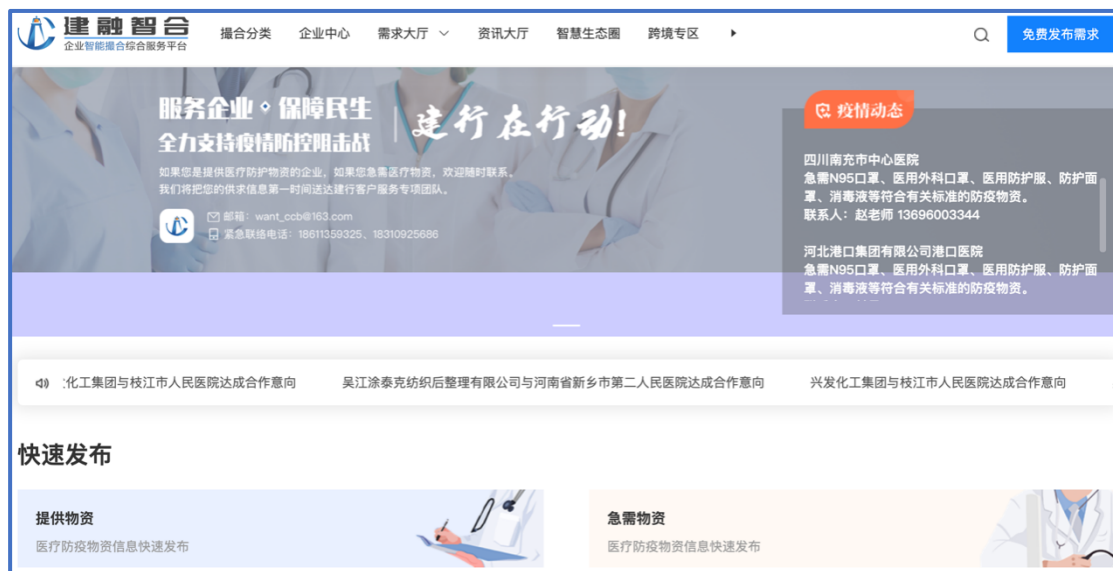 建融智合
企业智能撮合综合服务平台
撮合分类 企业中心 需求大厅 资讯大厅 智慧生态圈 跨境专区
免费发布需求
服务企业 保障民生
全力支持疫情防控阻击战
建行在行动!
如果您是提供医疗防护物资的企业，如果您急需医疗物资，欢迎随时联系。
我们将把您的供求信息第一时间送达建行客户服务专项团队。
邮箱：want_ccb@163.com
紧急联络电话：18611359325、18310925686
疫情动态
四川南充市中心医院
急需N95口罩、医用外科口罩、医用防护服、防护面
罩、消毒液等符合有关标准的防疫物资。
联系人：赵老师 13696003344
河北港口集团有限公司港口医院
急需N95口罩、医用外科口罩、医用防护服、防护面
罩、消毒液等符合有关标准的防疫物资。
化工集团与枝江市人民医院达成合作意向 吴江涂泰克纺织后整理有限公司与河南省新乡市第二人民医院达成合作意向 兴发化工集团与枝江市人民医院达成合作意向
快速发布
提供物资
医疗防疫物资信息快速发布
急需物资
医疗防疫物资信息快速发布